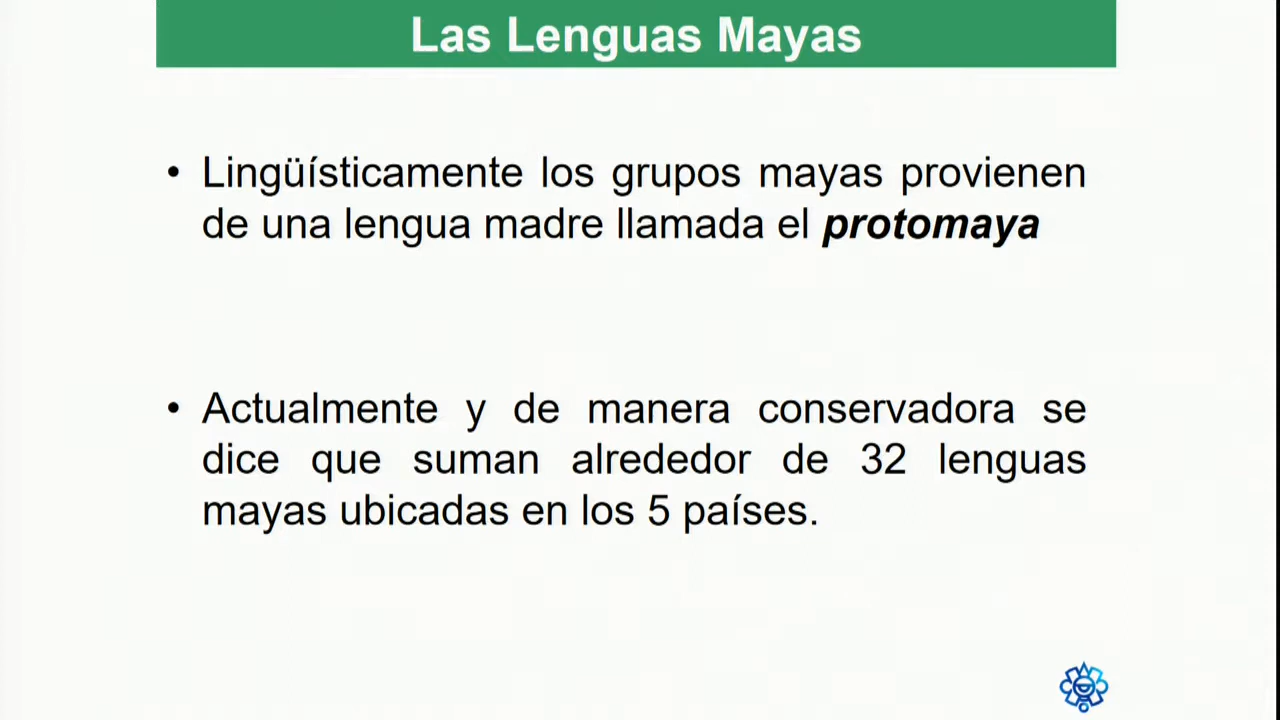 Las Lenguas Mayas
• Lingüísticamente los grupos mayas provienen
de una lengua madre llamada el protomaya
• Actualmente y de manera conservadora se
dice que suman alrededor de 32 lenguas
mayas ubicadas en los 5 países.